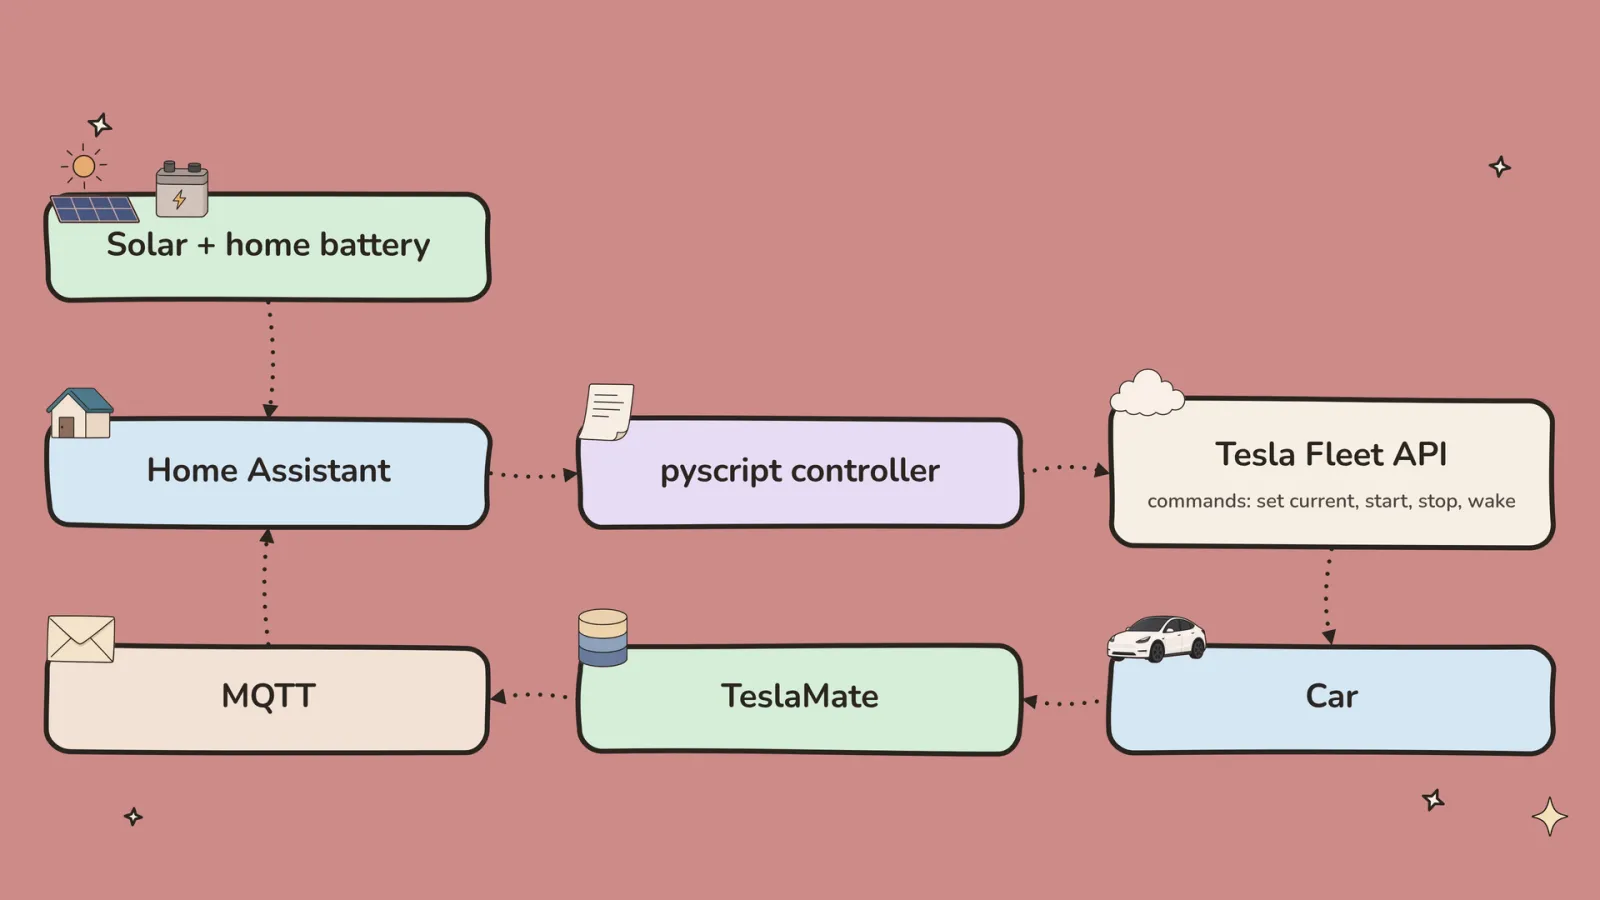 Solar + home battery
Home Assistant
pyscript controller
Tesla Fleet API
commands: set current, start, stop, wake
MQTT
TeslaMate
Car